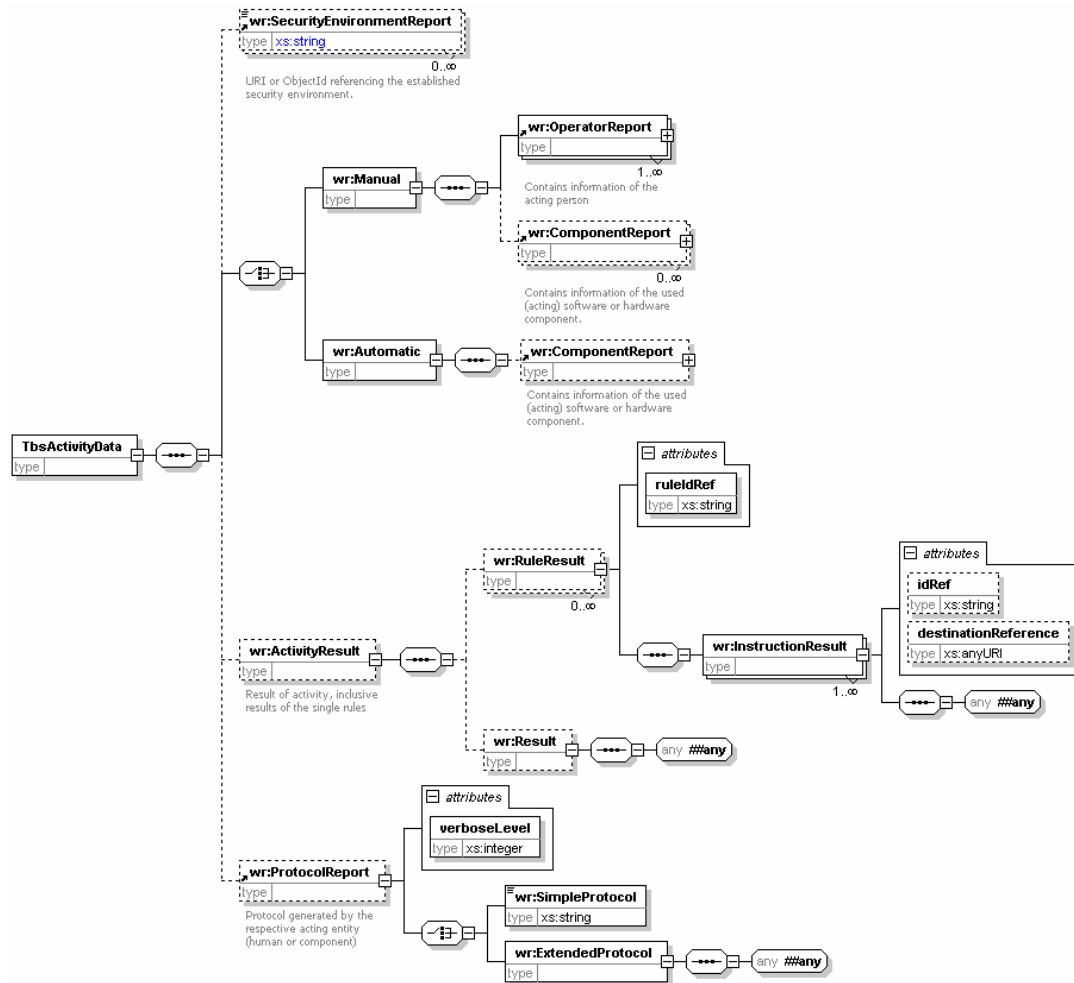 wr:SecurityEnvironmentReport
type xs:string
0..∞
URI or ObjectId referencing the established
security environment.
wr:OperatorReport
type
1..∞
Contains information of the
acting person
wr:Manual
type
wr:ComponentReport
type
0..∞
Contains information of the used
(acting) software or hardware
component.
wr:Automatic
type
wr:ComponentReport
type
Contains information of the used
(acting) software or hardware
component.
TbsActivityData
type
attributes
ruleIdRef
type xs:string
wr:RuleResult
type
0..∞
attributes
idRef
type xs:string
destinationReference
type xs:anyURI
wr:InstructionResult
type
1..∞
any ##any
wr:ActivityResult
type
Result of activity, inclusive
results of the single rules
wr:Result
type
any ##any
attributes
verboseLevel
type xs:integer
wr:ProtocolReport
type
Protocol generated by the
respective acting entity
(human or component)
wr:SimpleProtocol
type xs:string
wr:ExtendedProtocol
type
any ##any